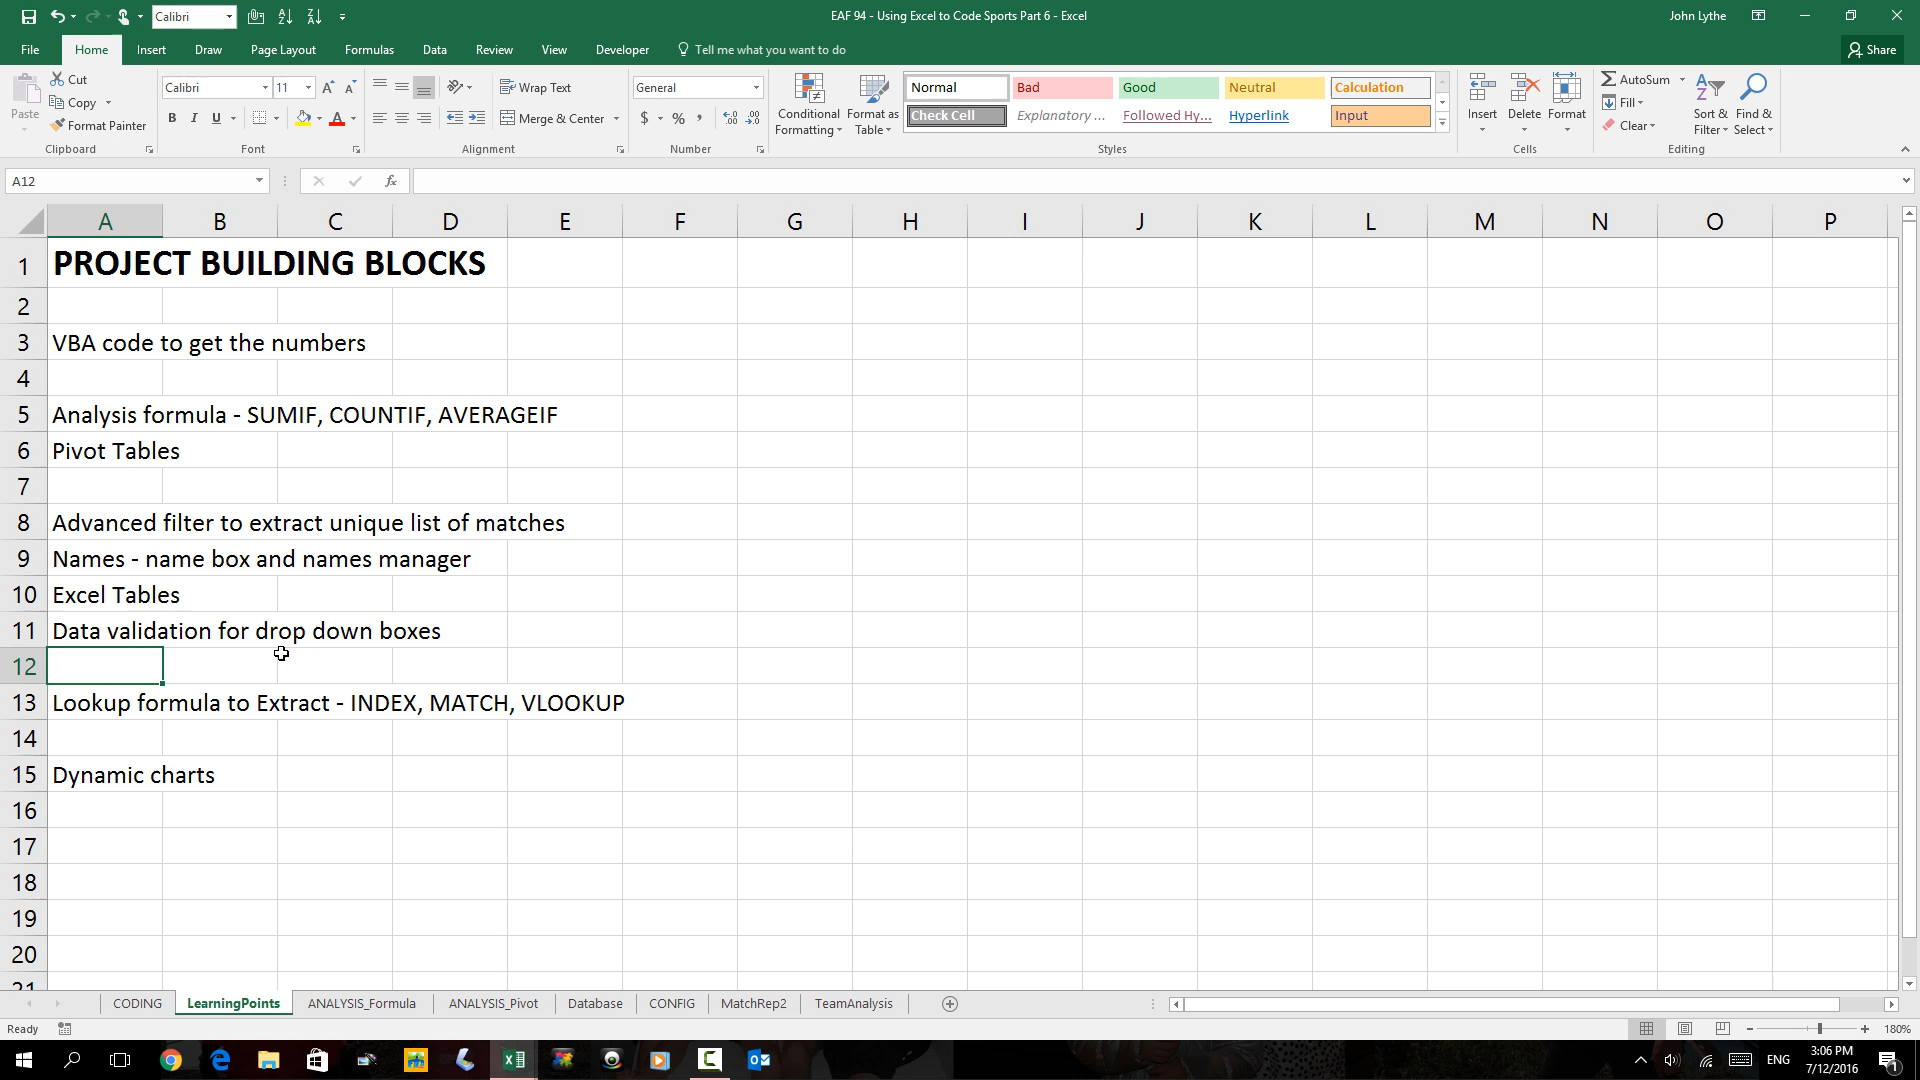 Calibri
EAF 94 - Using Excel to Code Sports Part 6 - Excel
John Lythe
File Home Insert Draw Page Layout Formulas Data Review View Developer Tell me what you want to do Share
Paste
Cut
Copy
Format Painter
Clipboard
Calibri 11
B I U
Font
Wrap Text
Merge & Center
Alignment
General
$ % ,
Number
Conditional Formatting
Format as Table
Normal Bad Good Neutral Calculation
Check Cell Explanatory ... Followed Hy... Hyperlink Input
Styles
Insert Delete Format
Cells
AutoSum
Fill
Clear
Sort & Filter
Find & Select
Editing
A12
fx
A B C D E F G H I J K L M N O P
1 PROJECT BUILDING BLOCKS
2
3 VBA code to get the numbers
4
5 Analysis formula - SUMIF, COUNTIF, AVERAGEIF
6 Pivot Tables
7
8 Advanced filter to extract unique list of matches
9 Names - name box and names manager
10 Excel Tables
11 Data validation for drop down boxes
12
13 Lookup formula to Extract - INDEX, MATCH, VLOOKUP
14
15 Dynamic charts
16
17
18
19
20
21
CODING LearningPoints ANALYSIS_Formula ANALYSIS_Pivot Database CONFIG MatchRep2 TeamAnalysis
Ready
180%
ENG
3:06 PM
7/12/2016
1